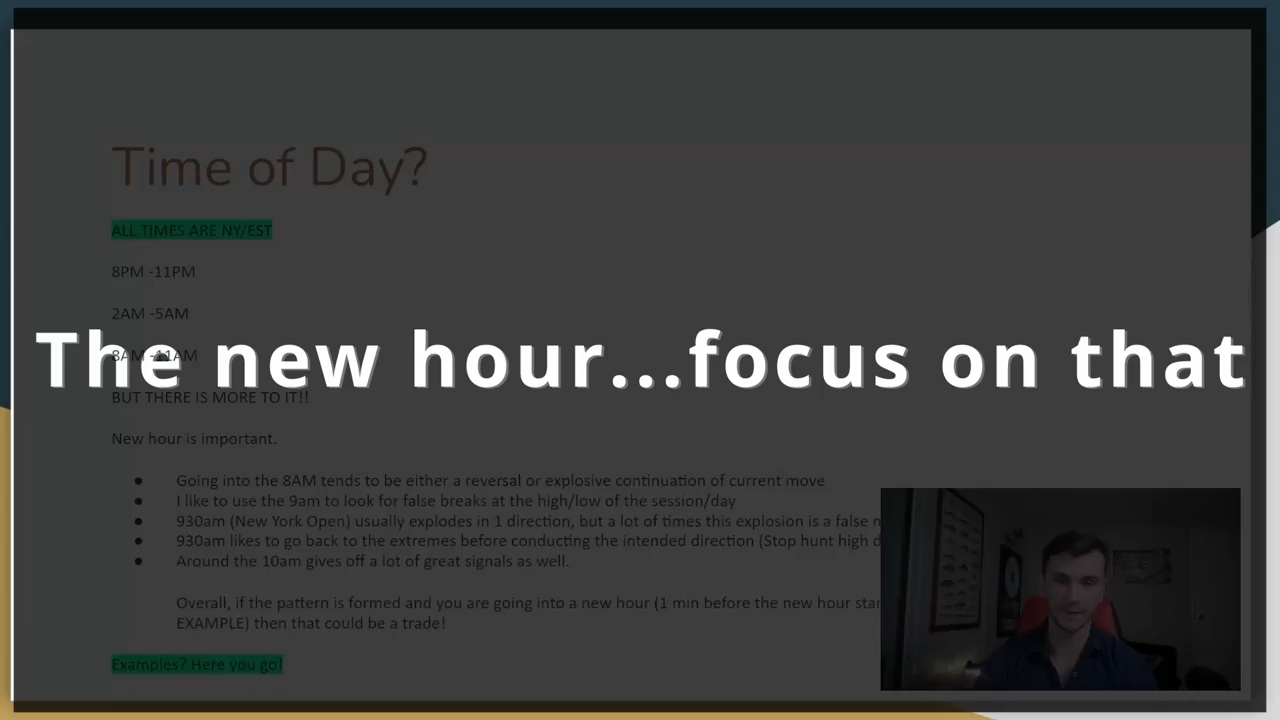 Time of Day?
ALL TIMES ARE NY/EST
8PM -11PM
2AM -5AM
8AM -11AM
The new hour...focus on that
BUT THERE IS MORE TO IT!!
New hour is important.
● Going into the 8AM tends to be either a reversal or explosive continuation of current move
● I like to use the 9am to look for false breaks at the high/low of the session/day
● 930am (New York Open) usually explodes in 1 direction, but a lot of times this explosion is a false
● 930am likes to go back to the extremes before conducting the intended direction (Stop hunt high
● Around the 10am gives off a lot of great signals as well.
Overall, if the pattern is formed and you are going into a new hour (1 min before the new hour
EXAMPLE) then that could be a trade!
Examples? Here you go!